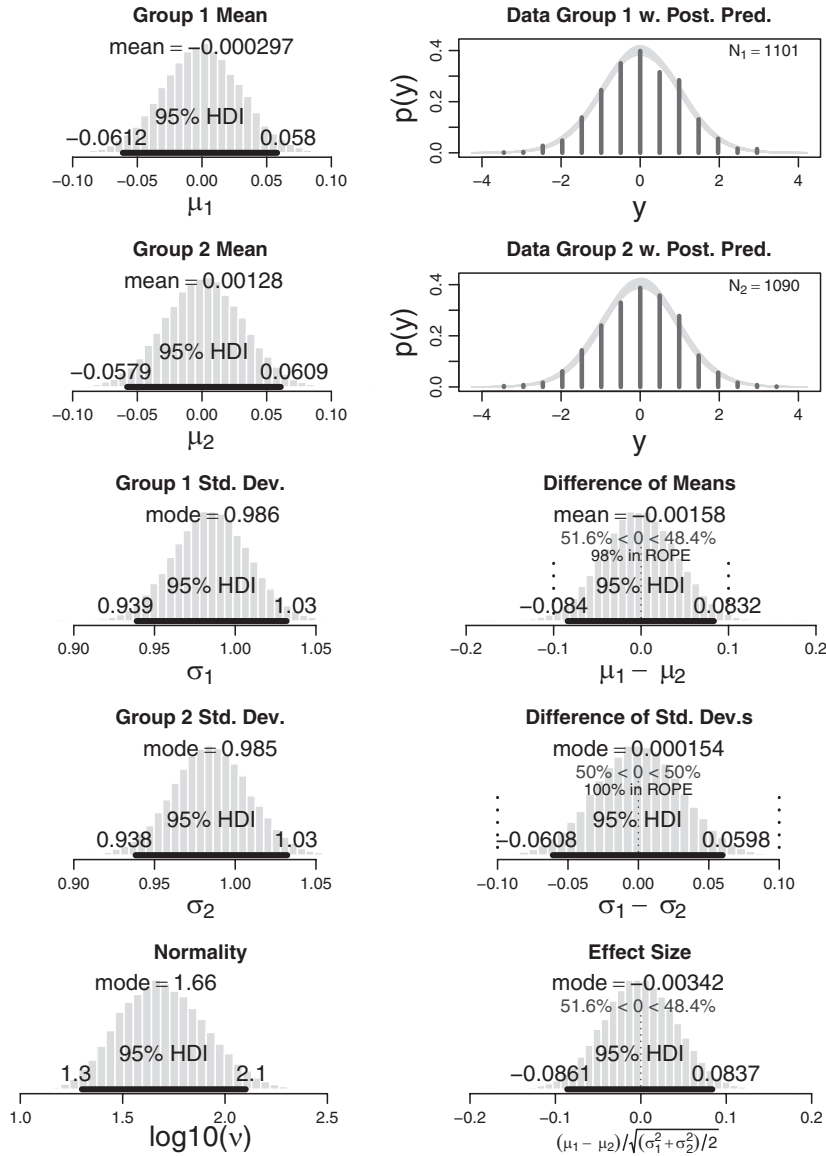 Group 1 Mean
mean = −0.000297
95% HDI
−0.0612 0.058
−0.10 −0.05 0.00 0.05 0.10
μ1
Data Group 1 w. Post. Pred.
N1 = 1101
p(y)
0.0 0.2 0.4
−4 −2 0 2 4
y
Group 2 Mean
mean = 0.00128
95% HDI
−0.0579 0.0609
−0.10 −0.05 0.00 0.05 0.10
μ2
Data Group 2 w. Post. Pred.
N2 = 1090
p(y)
0.0 0.2 0.4
−4 −2 0 2 4
y
Group 1 Std. Dev.
mode = 0.986
95% HDI
0.939 1.03
0.90 0.95 1.00 1.05
σ1
Difference of Means
mean = −0.00158
51.6% < 0 < 48.4%
98% in ROPE
95% HDI
−0.084 0.0832
−0.2 −0.1 0.0 0.1 0.2
μ1 − μ2
Group 2 Std. Dev.
mode = 0.985
95% HDI
0.938 1.03
0.90 0.95 1.00 1.05
σ2
Difference of Std. Dev.s
mode = 0.000154
50% < 0 < 50%
100% in ROPE
95% HDI
−0.0608 0.0598
−0.10 −0.05 0.00 0.05 0.10
σ1 − σ2
Normality
mode = 1.66
95% HDI
1.3 2.1
1.0 1.5 2.0 2.5
log10(ν)
Effect Size
mode = −0.00342
51.6% < 0 < 48.4%
95% HDI
−0.0861 0.0837
−0.2 −0.1 0.0 0.1 0.2
(μ1 − μ2)/√(σ1² + σ2²)/2